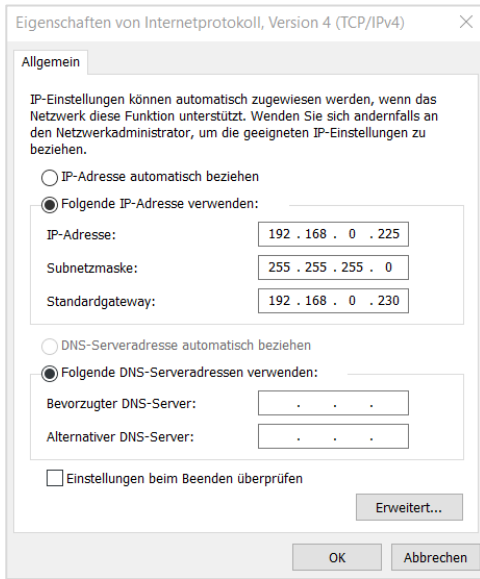 Eigenschaften von Internetprotokoll, Version 4 (TCP/IPv4)
Allgemein
IP-Einstellungen können automatisch zugewiesen werden, wenn das
Netzwerk diese Funktion unterstützt. Wenden Sie sich andernfalls an
den Netzwerkadministrator, um die geeigneten IP-Einstellungen zu
beziehen.
IP-Adresse automatisch beziehen
Folgende IP-Adresse verwenden:
IP-Adresse: 192 . 168 . 0 . 225
Subnetzmaske: 255 . 255 . 255 . 0
Standardgateway: 192 . 168 . 0 . 230
DNS-Serveradresse automatisch beziehen
Folgende DNS-Serveradressen verwenden:
Bevorzugter DNS-Server: . . .
Alternativer DNS-Server: . . .
Einstellungen beim Beenden überprüfen
Erweitert...
OK Abbrechen